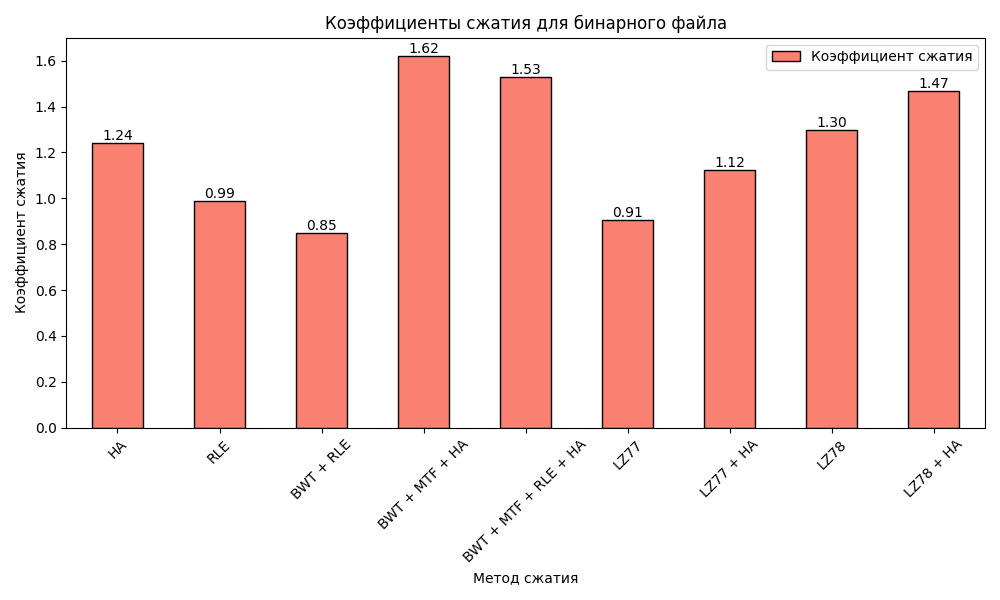 Коэффициенты сжатия для бинарного файла
Коэффициент сжатия
1.6
1.4
1.2
1.0
0.8
0.6
0.4
0.2
0.0
Коэффициент сжатия
1.24
0.99
0.85
1.62
1.53
0.91
1.12
1.30
1.47
HA
RLE
BWT + RLE
BWT + MTF + HA
BWT + MTF + RLE + HA
LZ77
LZ77 + HA
LZ78
LZ78 + HA
Метод сжатия